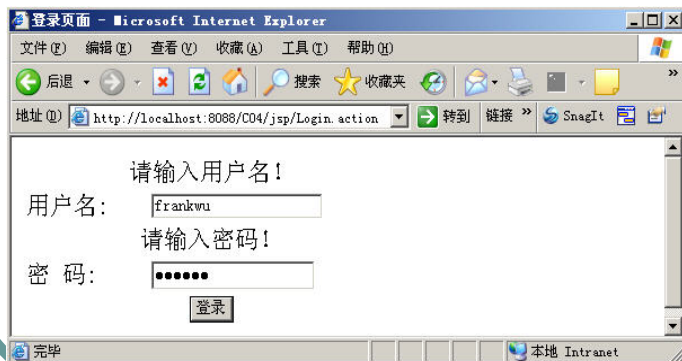 登录页面 - Microsoft Internet Explorer
文件(F) 编辑(E) 查看(V) 收藏(A) 工具(T) 帮助(H)
后退 搜索 收藏夹 »
地址(D) http://localhost:8088/C04/jsp/Login.action 转到 链接 » SnagIt
请输入用户名!
用户名: frankwu
请输入密码!
密 码: ●●●●●●
登录
完毕 本地 Intranet